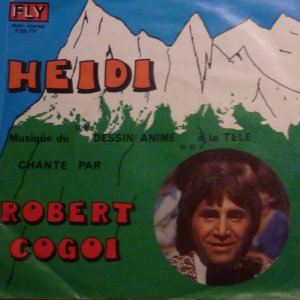 FLY
HEIDI
Musique du DESSIN ANIME à la TELE
CHANTE PAR
ROBERT
COGOI